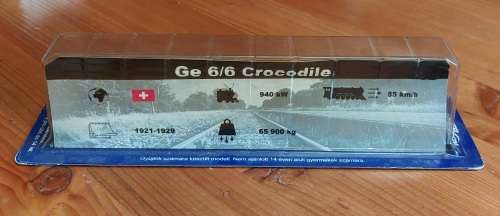 Ge 6/6 Crocodile
940 kW
85 km/h
1921-1929
65 900 kg
Gyűjtők számára készült modell. Nem ajánlott 14 éven aluli gyermekek számára.